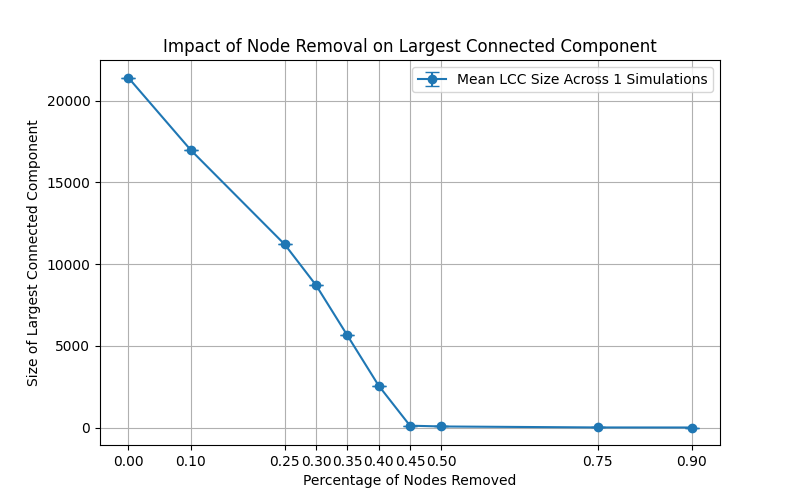 Impact of Node Removal on Largest Connected Component
Mean LCC Size Across 1 Simulations
Size of Largest Connected Component
20000
15000
10000
5000
0
0.00 0.10 0.25 0.30 0.35 0.40 0.45 0.50 0.75 0.90
Percentage of Nodes Removed